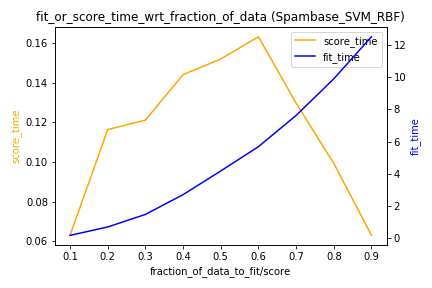 fit_or_score_time_wrt_fraction_of_data (Spambase_SVM_RBF)
score_time
fit_time
0.16
0.14
0.12
0.10
0.08
0.06
score_time
12
10
8
6
4
2
0
fit_time
0.1 0.2 0.3 0.4 0.5 0.6 0.7 0.8 0.9
fraction_of_data_to_fit/score